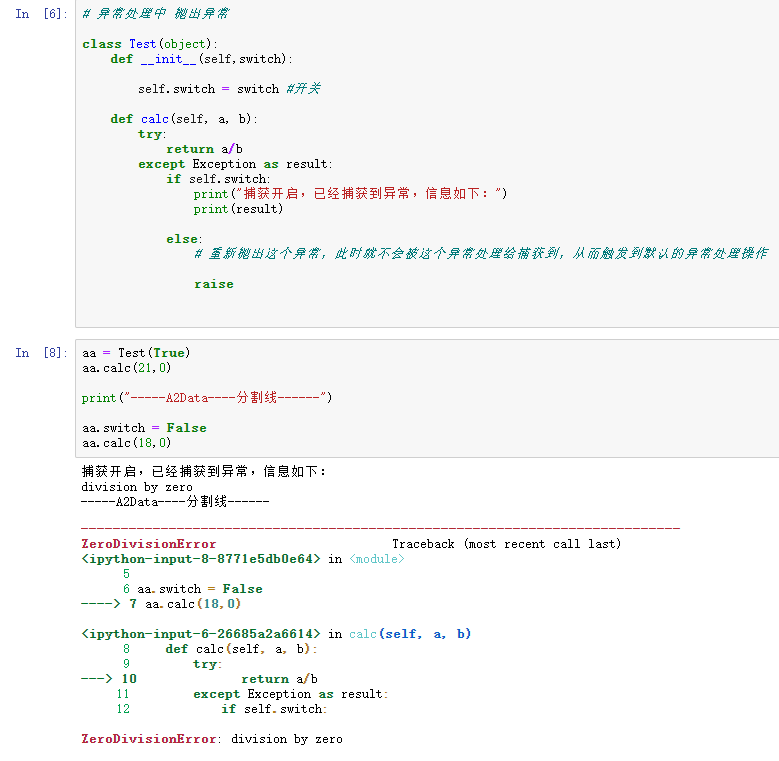 In [6]: # 异常处理中 抛出异常
class Test(object):
def __init__(self,switch):
self.switch = switch #开关
def calc(self, a, b):
try:
return a/b
except Exception as result:
if self.switch:
print("捕获开启，已经捕获到异常，信息如下：")
print(result)
else:
# 重新抛出这个异常，此时就不会被这个异常处理给捕获到，从而触发到默认的异常处理操作
raise
In [8]: aa = Test(True)
aa.calc(21,0)
print("-----A2Data----分割线------")
aa.switch = False
aa.calc(18,0)
捕获开启，已经捕获到异常，信息如下：
division by zero
-----A2Data----分割线------
---------------------------------------------------------------------------
ZeroDivisionError Traceback (most recent call last)
<ipython-input-8-8771e5db0e64> in <module>
5
6 aa.switch = False
----> 7 aa.calc(18,0)
<ipython-input-6-26685a2a6614> in calc(self, a, b)
8 def calc(self, a, b):
9 try:
---> 10 return a/b
11 except Exception as result:
12 if self.switch:
ZeroDivisionError: division by zero